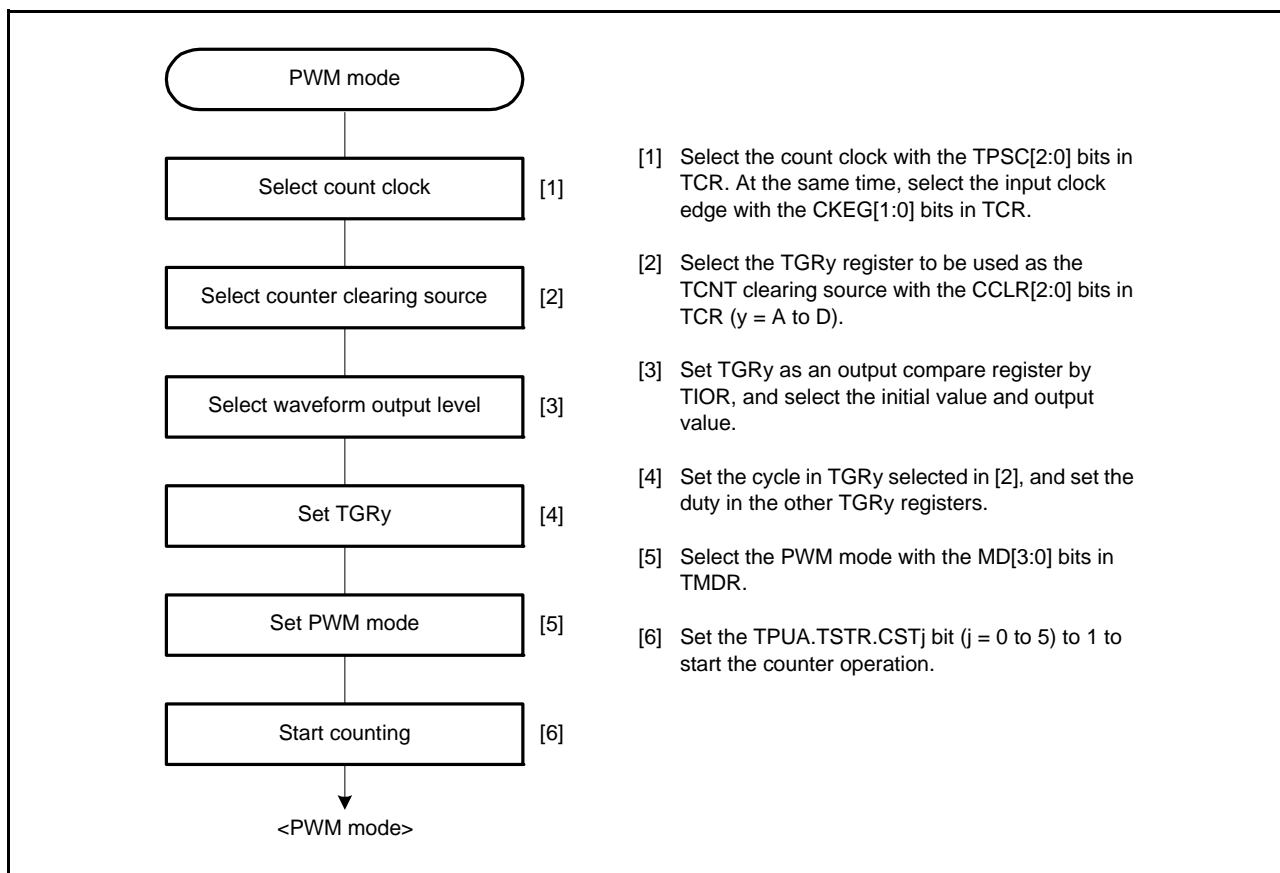 PWM mode
Select count clock [1]
Select counter clearing source [2]
Select waveform output level [3]
Set TGRy [4]
Set PWM mode [5]
Start counting [6]
<PWM mode>
[1] Select the count clock with the TPSC[2:0] bits in
TCR. At the same time, select the input clock
edge with the CKEG[1:0] bits in TCR.
[2] Select the TGRy register to be used as the
TCNT clearing source with the CCLR[2:0] bits in
TCR (y = A to D).
[3] Set TGRy as an output compare register by
TIOR, and select the initial value and output
value.
[4] Set the cycle in TGRy selected in [2], and set the
duty in the other TGRy registers.
[5] Select the PWM mode with the MD[3:0] bits in
TMDR.
[6] Set the TPUA.TSTR.CSTj bit (j = 0 to 5) to 1 to
start the counter operation.